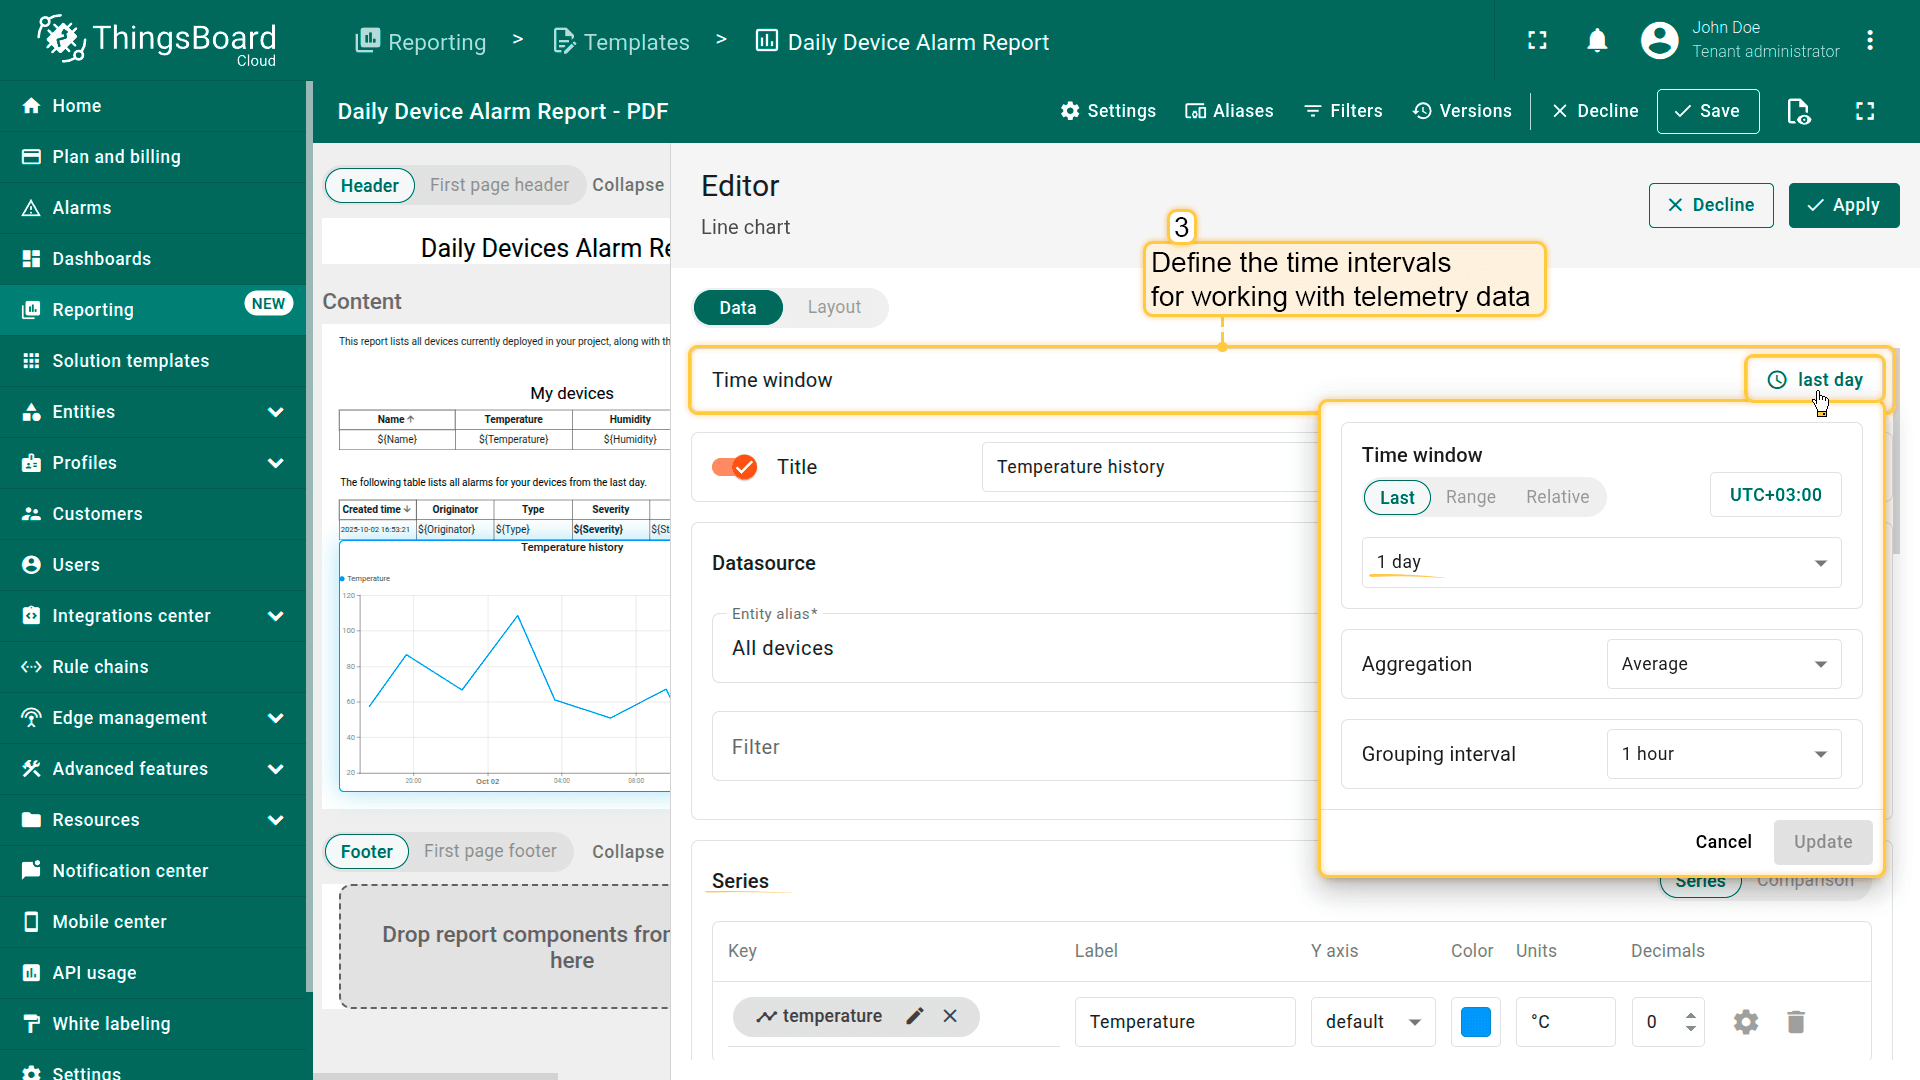 ThingsBoard
Cloud
Reporting > Templates > Daily Device Alarm Report
John Doe
Tenant administrator
Home
Plan and billing
Alarms
Dashboards
Reporting
NEW
Solution templates
Entities
Profiles
Customers
Users
Integrations center
Rule chains
Edge management
Advanced features
Resources
Notification center
Mobile center
API usage
White labeling
Settings
Daily Device Alarm Report - PDF
Settings
Aliases
Filters
Versions
Decline
Save
Header
First page header
Collapse
Daily Devices Alarm Re
Content
This report lists all devices currently deployed in your project, along with th
My devices
Name Temperature Humidity
${Name} ${Temperature} ${Humidity}
The following table lists all alarms for your devices from the last day.
Created time Originator Type Severity
2025-10-02 16:53:21 ${Originator} ${Type} ${Severity} ${St
Temperature history
Temperature
120
100
80
60
40
20
20:00 Oct 02 04:00 08:00
Footer
First page footer
Collapse
Drop report components from
here
Editor
Line chart
Decline
Apply
3
Define the time intervals
for working with telemetry data
Data
Layout
Time window
last day
Title
Temperature history
Datasource
Entity alias*
All devices
Filter
Time window
Last
Range
Relative
UTC+03:00
1 day
Aggregation
Average
Grouping interval
1 hour
Cancel
Update
Series
Series
Comparison
Key Label Y axis Color Units Decimals
temperature Temperature default °C 0